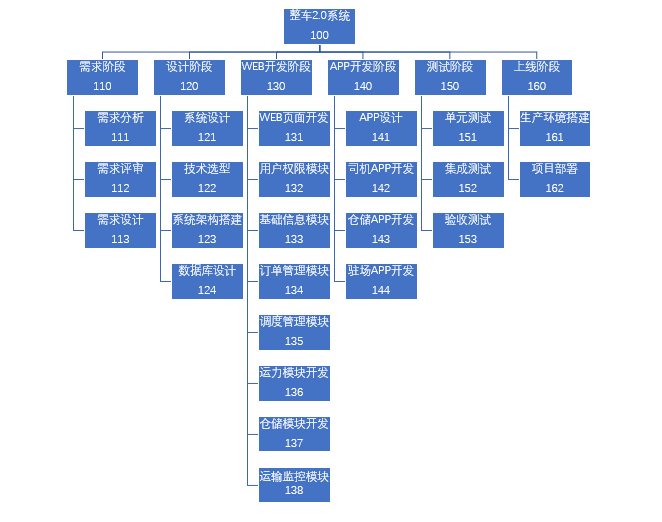 整车2.0系统
100
需求阶段
110
设计阶段
120
WEB开发阶段
130
APP开发阶段
140
测试阶段
150
上线阶段
160
需求分析
111
系统设计
121
WEB页面开发
131
APP设计
141
单元测试
151
生产环境搭建
161
需求评审
112
技术选型
122
用户权限模块
132
司机APP开发
142
集成测试
152
项目部署
162
需求设计
113
系统架构搭建
123
基础信息模块
133
仓储APP开发
143
验收测试
153
数据库设计
124
订单管理模块
134
驻场APP开发
144
调度管理模块
135
运力模块开发
136
仓储模块开发
137
运输监控模块
138